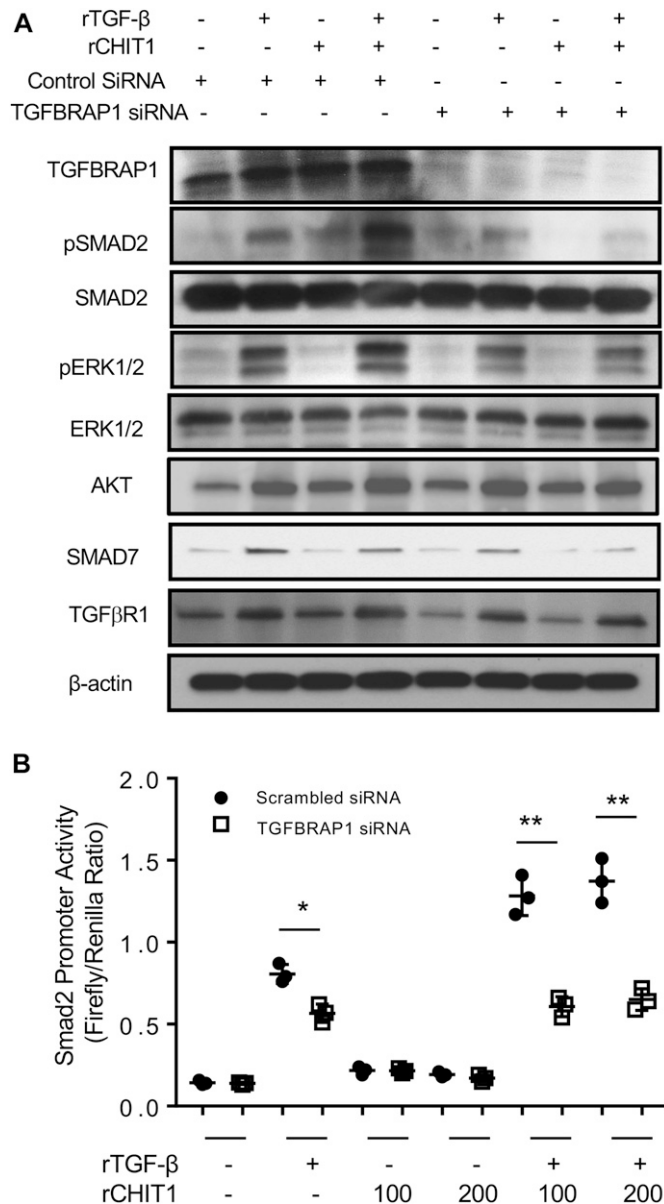 A
rTGF-β - + - + - + - +
rCHIT1 - - + + - - + +
Control SiRNA + + + + - - - -
TGFBRAP1 siRNA - - - - + + + +
TGFBRAP1
pSMAD2
SMAD2
pERK1/2
ERK1/2
AKT
SMAD7
TGFβR1
β-actin
B
Smad2 Promoter Activity
(Firefly/Renilla Ratio)
2.0
1.5
1.0
0.5
0.0
Scrambled siRNA
TGFBRAP1 siRNA
* ** **
rTGF-β - + - - + +
rCHIT1 - - 100 200 100 200